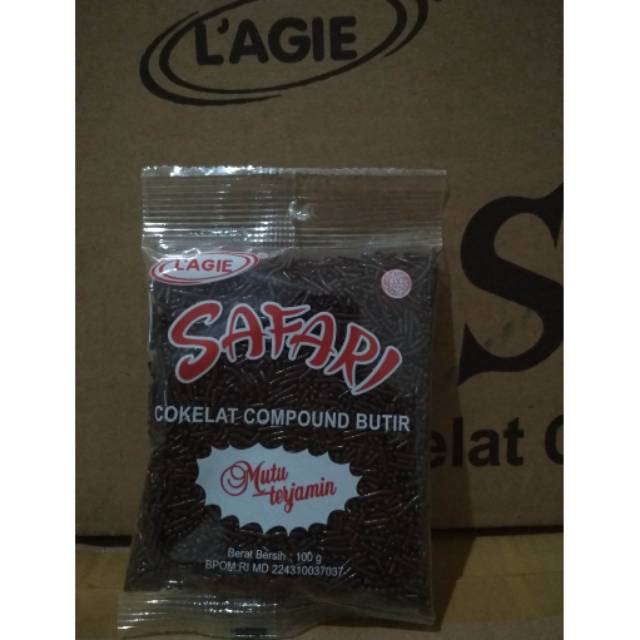 L'AGIE
S
elat C
L'AGIE
SAFARI
COKELAT COMPOUND BUTIR
Mutu
terjamin
Berat Bersih : 100 g
BPOM RI MD 224310037037